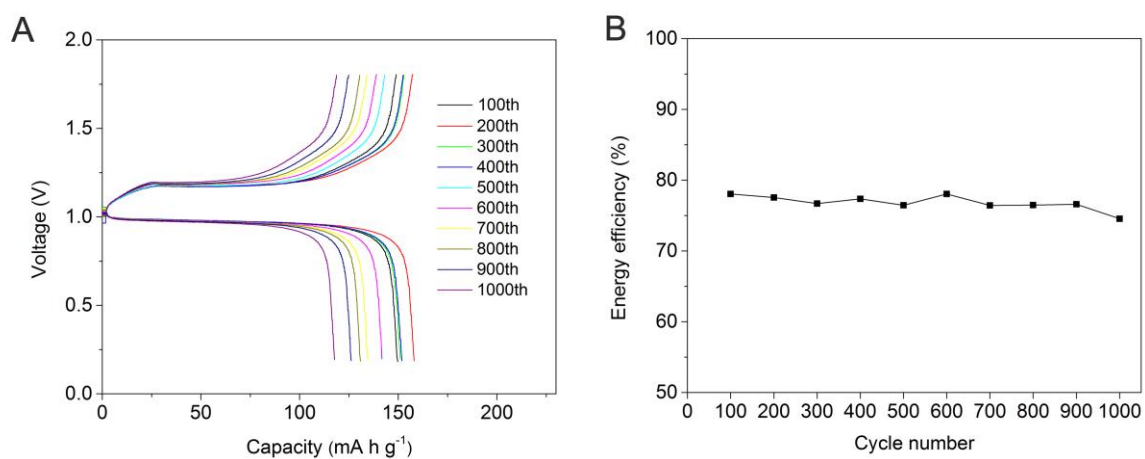 A
2.0
1.5
1.0
0.5
0.0
Voltage (V)
0
50
100
150
200
Capacity (mA h g⁻¹)
100th
200th
300th
400th
500th
600th
700th
800th
900th
1000th
B
100
90
80
70
60
50
Energy efficiency (%)
0
100
200
300
400
500
600
700
800
900
1000
Cycle number